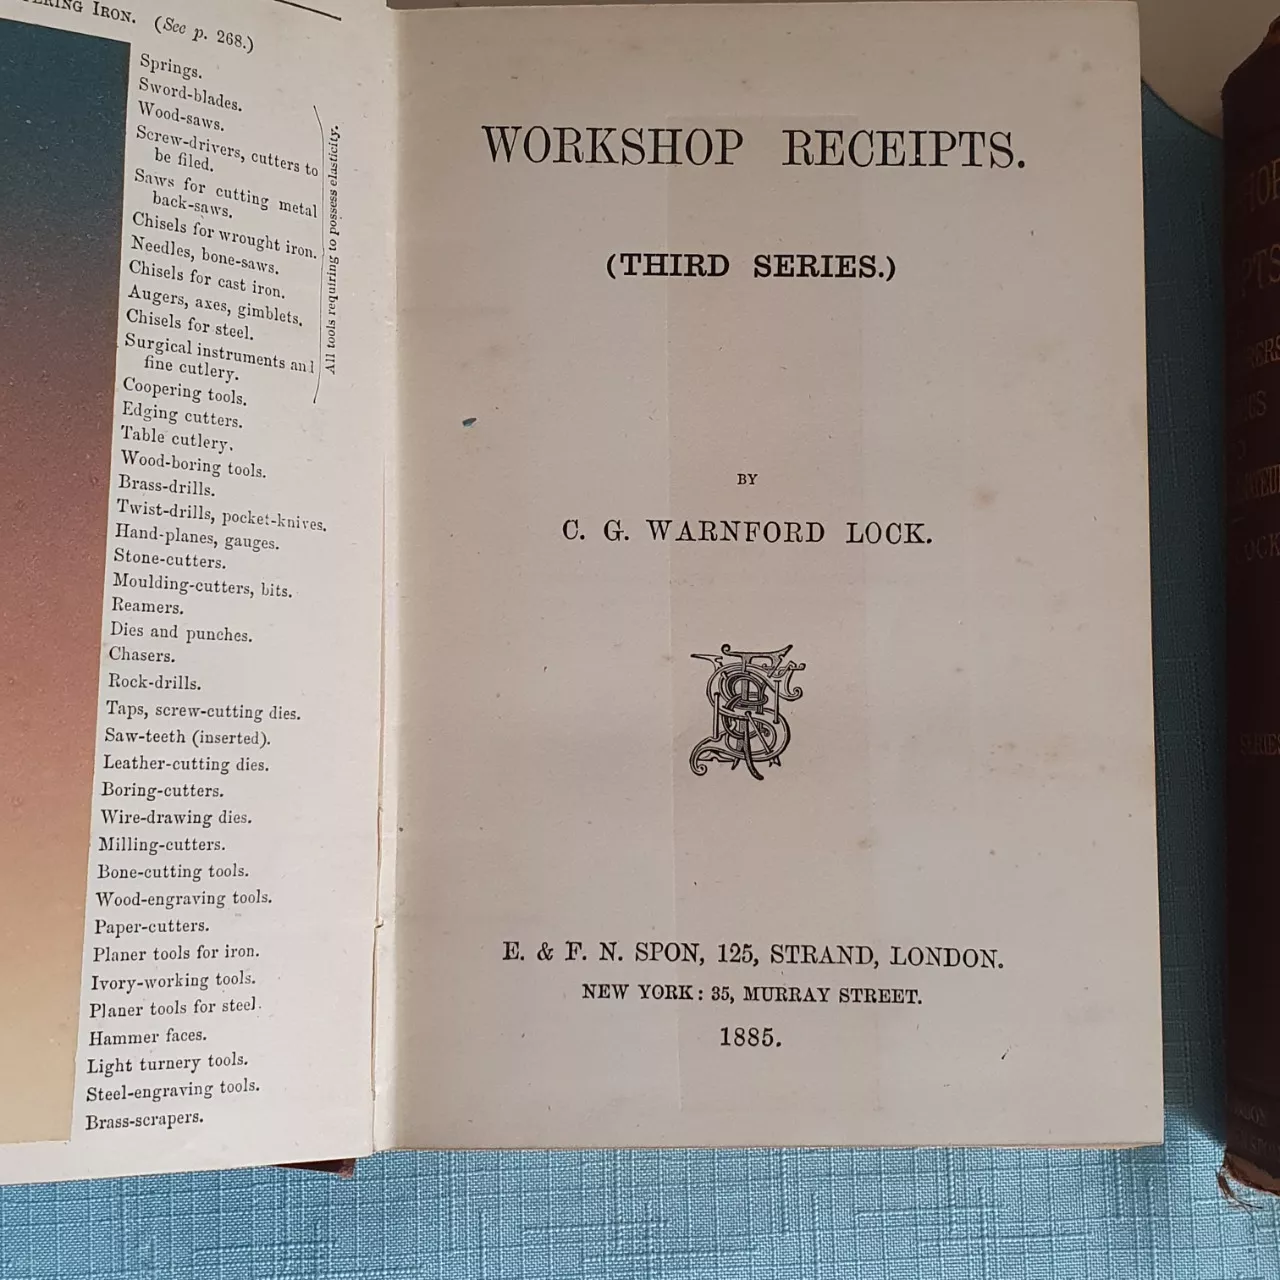 IRON. (See p. 268.)
Springs.
Sword-blades.
Wood-saws.
Screw-drivers, cutters to
be filed.
Saws for cutting metal
back-saws.
Chisels for wrought iron.
Needles, bone-saws.
Chisels for cast iron.
Augers, axes, gimblets.
Chisels for steel.
Surgical instruments and
fine cutlery.
All tools requiring to possess elasticity.
Coopering tools.
Edging cutters.
Table cutlery.
Wood-boring tools.
Brass-drills.
Twist-drills, pocket-knives.
Hand-planes, gauges.
Stone-cutters.
Moulding-cutters, bits.
Reamers.
Dies and punches.
Chasers.
Rock-drills.
Taps, screw-cutting dies.
Saw-teeth (inserted).
Leather-cutting dies.
Boring-cutters.
Wire-drawing dies.
Milling-cutters.
Bone-cutting tools.
Wood-engraving tools.
Paper-cutters.
Planer tools for iron.
Ivory-working tools.
Planer tools for steel.
Hammer faces.
Light turnery tools.
Steel-engraving tools.
Brass-scrapers.
WORKSHOP RECEIPTS.
(THIRD SERIES.)
BY
C. G. WARNFORD LOCK.
E. & F. N. SPON, 125, STRAND, LONDON.
NEW YORK: 35, MURRAY STREET.
1885.